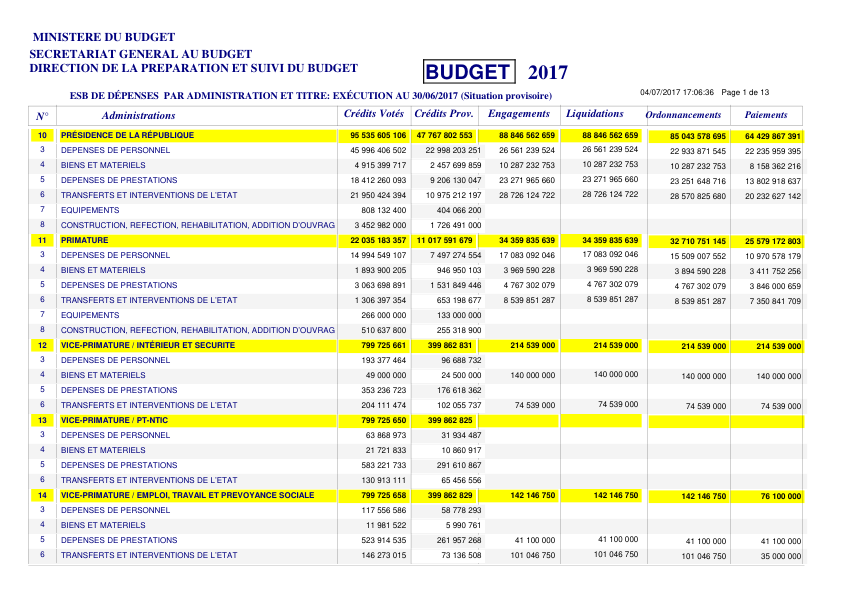 MINISTERE DU BUDGET
SECRETARIAT GENERAL AU BUDGET
DIRECTION DE LA PREPARATION ET SUIVI DU BUDGET
BUDGET 2017
04/07/2017 17:06:36 Page 1 de 13
ESB DE DÉPENSES PAR ADMINISTRATION ET TITRE: EXÉCUTION AU 30/06/2017 (Situation provisoire)
N° Administrations Crédits Votés Crédits Prov. Engagements Liquidations Ordonnancements Paiements
10 PRÉSIDENCE DE LA RÉPUBLIQUE 95 535 605 106 47 767 802 553 88 846 562 659 88 846 562 659 85 043 578 695 64 429 867 391
3 DEPENSES DE PERSONNEL 45 996 406 502 22 998 203 251 26 561 239 524 26 561 239 524 22 933 871 545 22 235 959 395
4 BIENS ET MATERIELS 4 915 399 717 2 457 699 859 10 287 232 753 10 287 232 753 10 287 232 753 8 158 362 216
5 DEPENSES DE PRESTATIONS 18 412 260 093 9 206 130 047 23 271 965 660 23 271 965 660 23 251 648 716 13 802 918 637
6 TRANSFERTS ET INTERVENTIONS DE L'ETAT 21 950 424 394 10 975 212 197 28 726 124 722 28 726 124 722 28 570 825 680 20 232 627 142
7 EQUIPEMENTS 808 132 400 404 066 200
8 CONSTRUCTION, REFECTION, REHABILITATION, ADDITION D'OUVRAG 3 452 982 000 1 726 491 000
11 PRIMATURE 22 035 183 357 11 017 591 679 34 359 835 639 34 359 835 639 32 710 751 145 25 579 172 803
3 DEPENSES DE PERSONNEL 14 994 549 107 7 497 274 554 17 083 092 046 17 083 092 046 15 509 007 552 10 970 578 179
4 BIENS ET MATERIELS 1 893 900 205 946 950 103 3 969 590 228 3 969 590 228 3 894 590 228 3 411 752 256
5 DEPENSES DE PRESTATIONS 3 063 698 891 1 531 849 446 4 767 302 079 4 767 302 079 4 767 302 079 3 846 000 659
6 TRANSFERTS ET INTERVENTIONS DE L'ETAT 1 306 397 354 653 198 677 8 539 851 287 8 539 851 287 8 539 851 287 7 350 841 709
7 EQUIPEMENTS 266 000 000 133 000 000
8 CONSTRUCTION, REFECTION, REHABILITATION, ADDITION D'OUVRAG 510 637 800 255 318 900
12 VICE-PRIMATURE / INTÉRIEUR ET SECURITE 799 725 661 399 862 831 214 539 000 214 539 000 214 539 000 214 539 000
3 DEPENSES DE PERSONNEL 193 377 464 96 688 732
4 BIENS ET MATERIELS 49 000 000 24 500 000 140 000 000 140 000 000 140 000 000 140 000 000
5 DEPENSES DE PRESTATIONS 353 236 723 176 618 362
6 TRANSFERTS ET INTERVENTIONS DE L'ETAT 204 111 474 102 055 737 74 539 000 74 539 000 74 539 000 74 539 000
13 VICE-PRIMATURE / PT-NTIC 799 725 650 399 862 825
3 DEPENSES DE PERSONNEL 63 868 973 31 934 487
4 BIENS ET MATERIELS 21 721 833 10 860 917
5 DEPENSES DE PRESTATIONS 583 221 733 291 610 867
6 TRANSFERTS ET INTERVENTIONS DE L'ETAT 130 913 111 65 456 556
14 VICE-PRIMATURE / EMPLOI, TRAVAIL ET PREVOYANCE SOCIALE 799 725 658 399 862 829 142 146 750 142 146 750 142 146 750 76 100 000
3 DEPENSES DE PERSONNEL 117 556 586 58 778 293
4 BIENS ET MATERIELS 11 981 522 5 990 761
5 DEPENSES DE PRESTATIONS 523 914 535 261 957 268 41 100 000 41 100 000 41 100 000 41 100 000
6 TRANSFERTS ET INTERVENTIONS DE L'ETAT 146 273 015 73 136 508 101 046 750 101 046 750 101 046 750 35 000 000